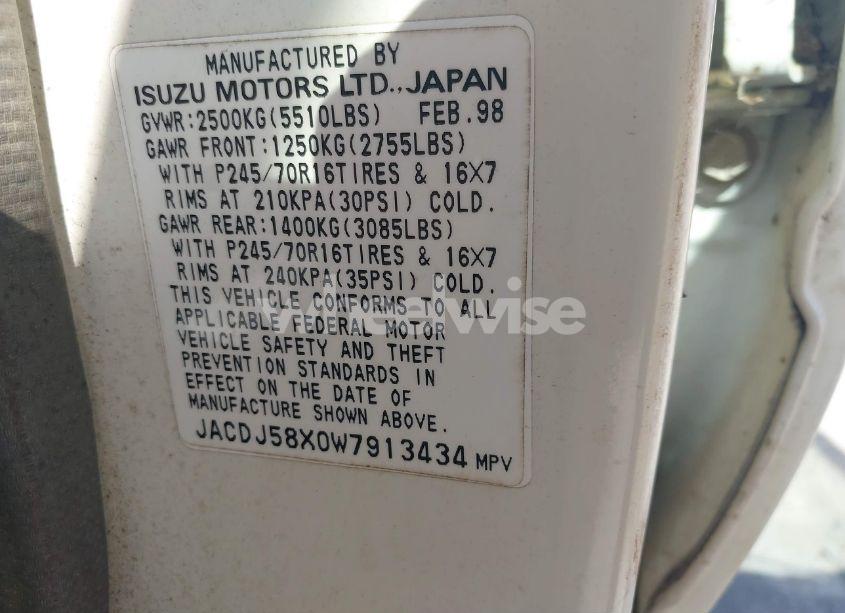 MANUFACTURED BY
ISUZU MOTORS LTD., JAPAN
GVWR:2500KG(5510LBS) FEB.98
GAWR FRONT:1250KG(2755LBS)
WITH P245/70R16TIRES & 16X7
RIMS AT 210KPA(30PSI) COLD.
GAWR REAR:1400KG(3085LBS)
WITH P245/70R16TIRES & 16X7
RIMS AT 240KPA(35PSI) COLD.
THIS VEHICLE CONFORMS TO ALL
APPLICABLE FEDERAL MOTOR
VEHICLE SAFETY AND THEFT
PREVENTION STANDARDS IN
EFFECT ON THE DATE OF
MANUFACTURE SHOWN ABOVE.
JACDJ58X0W7913434 MPV
wheelwise